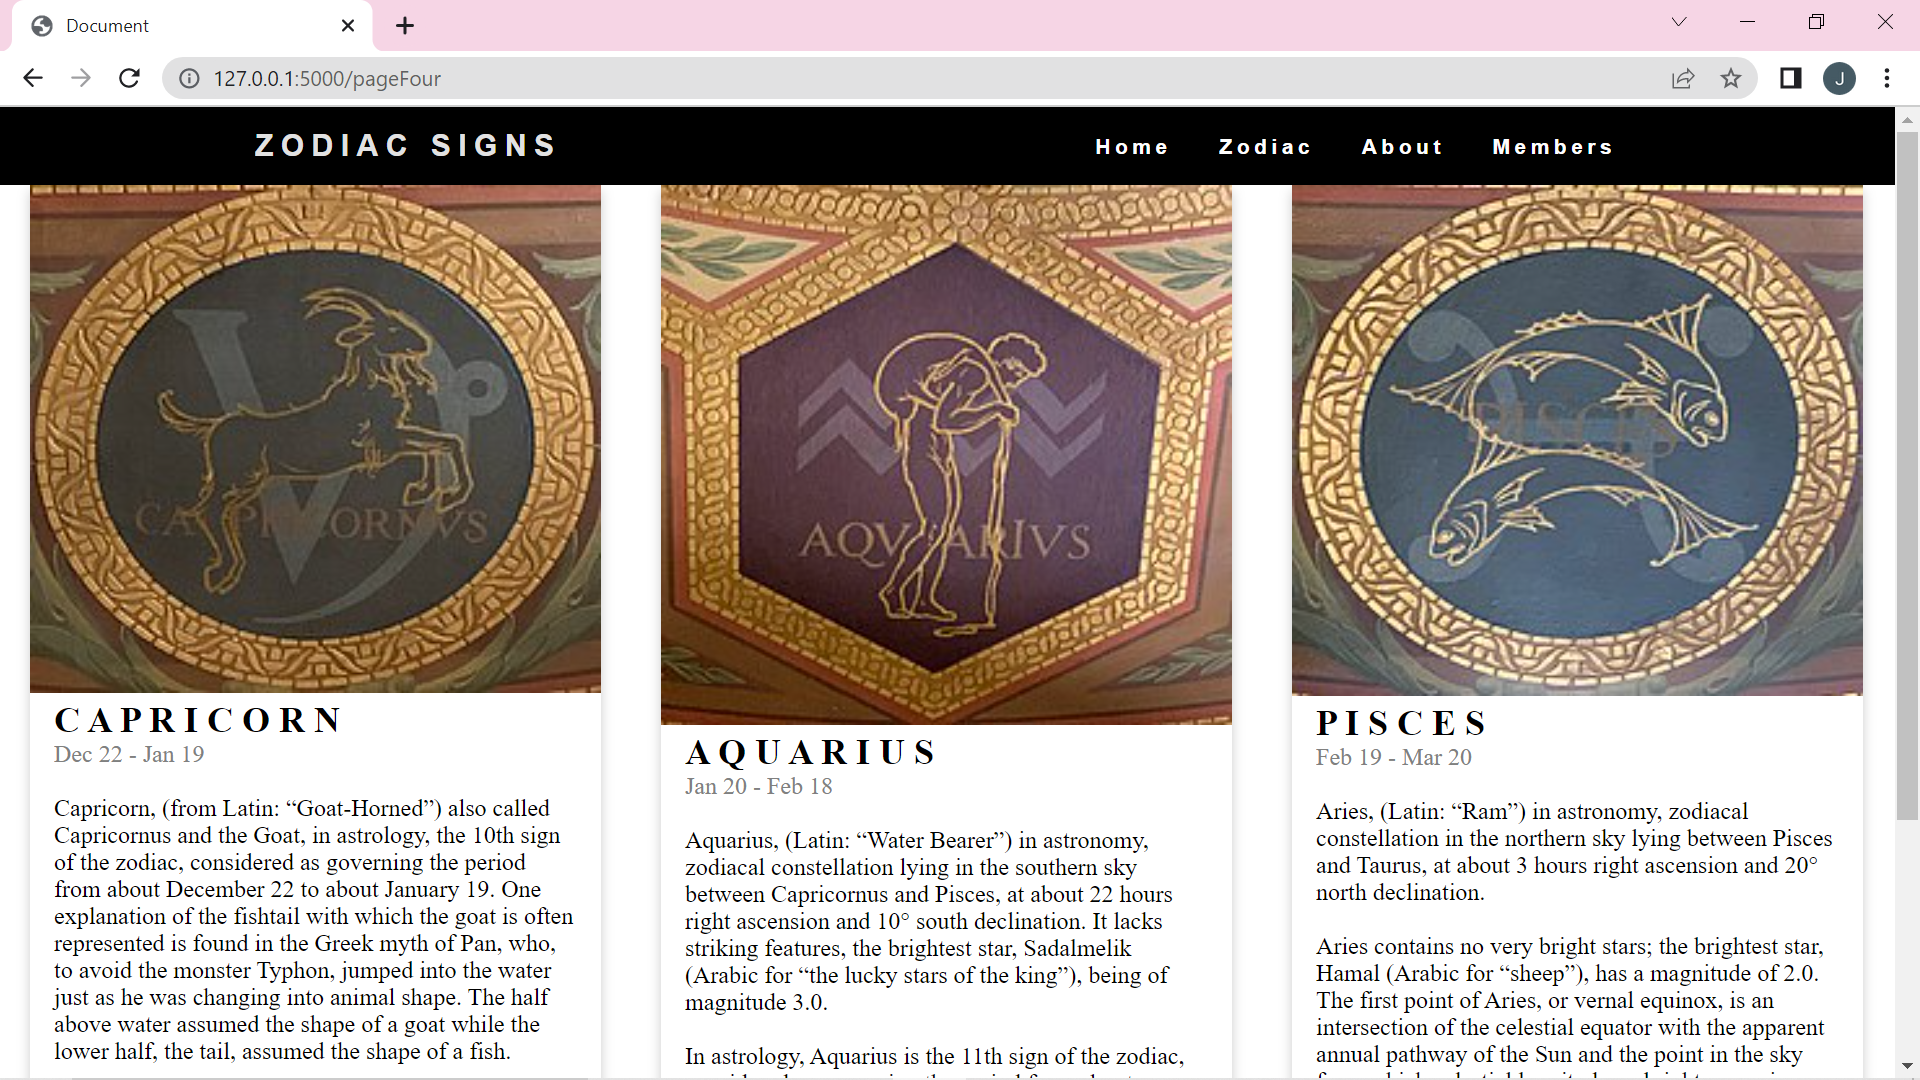 Document
127.0.0.1:5000/pageFour
J
ZODIAC SIGNS
Home Zodiac About Members
CAPRICORNVS
AQVARIVS
PISCES
CAPRICORN
Dec 22 - Jan 19
Capricorn, (from Latin: “Goat-Horned”) also called
Capricornus and the Goat, in astrology, the 10th sign
of the zodiac, considered as governing the period
from about December 22 to about January 19. One
explanation of the fishtail with which the goat is often
represented is found in the Greek myth of Pan, who,
to avoid the monster Typhon, jumped into the water
just as he was changing into animal shape. The half
above water assumed the shape of a goat while the
lower half, the tail, assumed the shape of a fish.
AQUARIUS
Jan 20 - Feb 18
Aquarius, (Latin: “Water Bearer”) in astronomy,
zodiacal constellation lying in the southern sky
between Capricornus and Pisces, at about 22 hours
right ascension and 10° south declination. It lacks
striking features, the brightest star, Sadalmelik
(Arabic for “the lucky stars of the king”), being of
magnitude 3.0.
In astrology, Aquarius is the 11th sign of the zodiac,
PISCES
Feb 19 - Mar 20
Aries, (Latin: “Ram”) in astronomy, zodiacal
constellation in the northern sky lying between Pisces
and Taurus, at about 3 hours right ascension and 20°
north declination.
Aries contains no very bright stars; the brightest star,
Hamal (Arabic for “sheep”), has a magnitude of 2.0.
The first point of Aries, or vernal equinox, is an
intersection of the celestial equator with the apparent
annual pathway of the Sun and the point in the sky